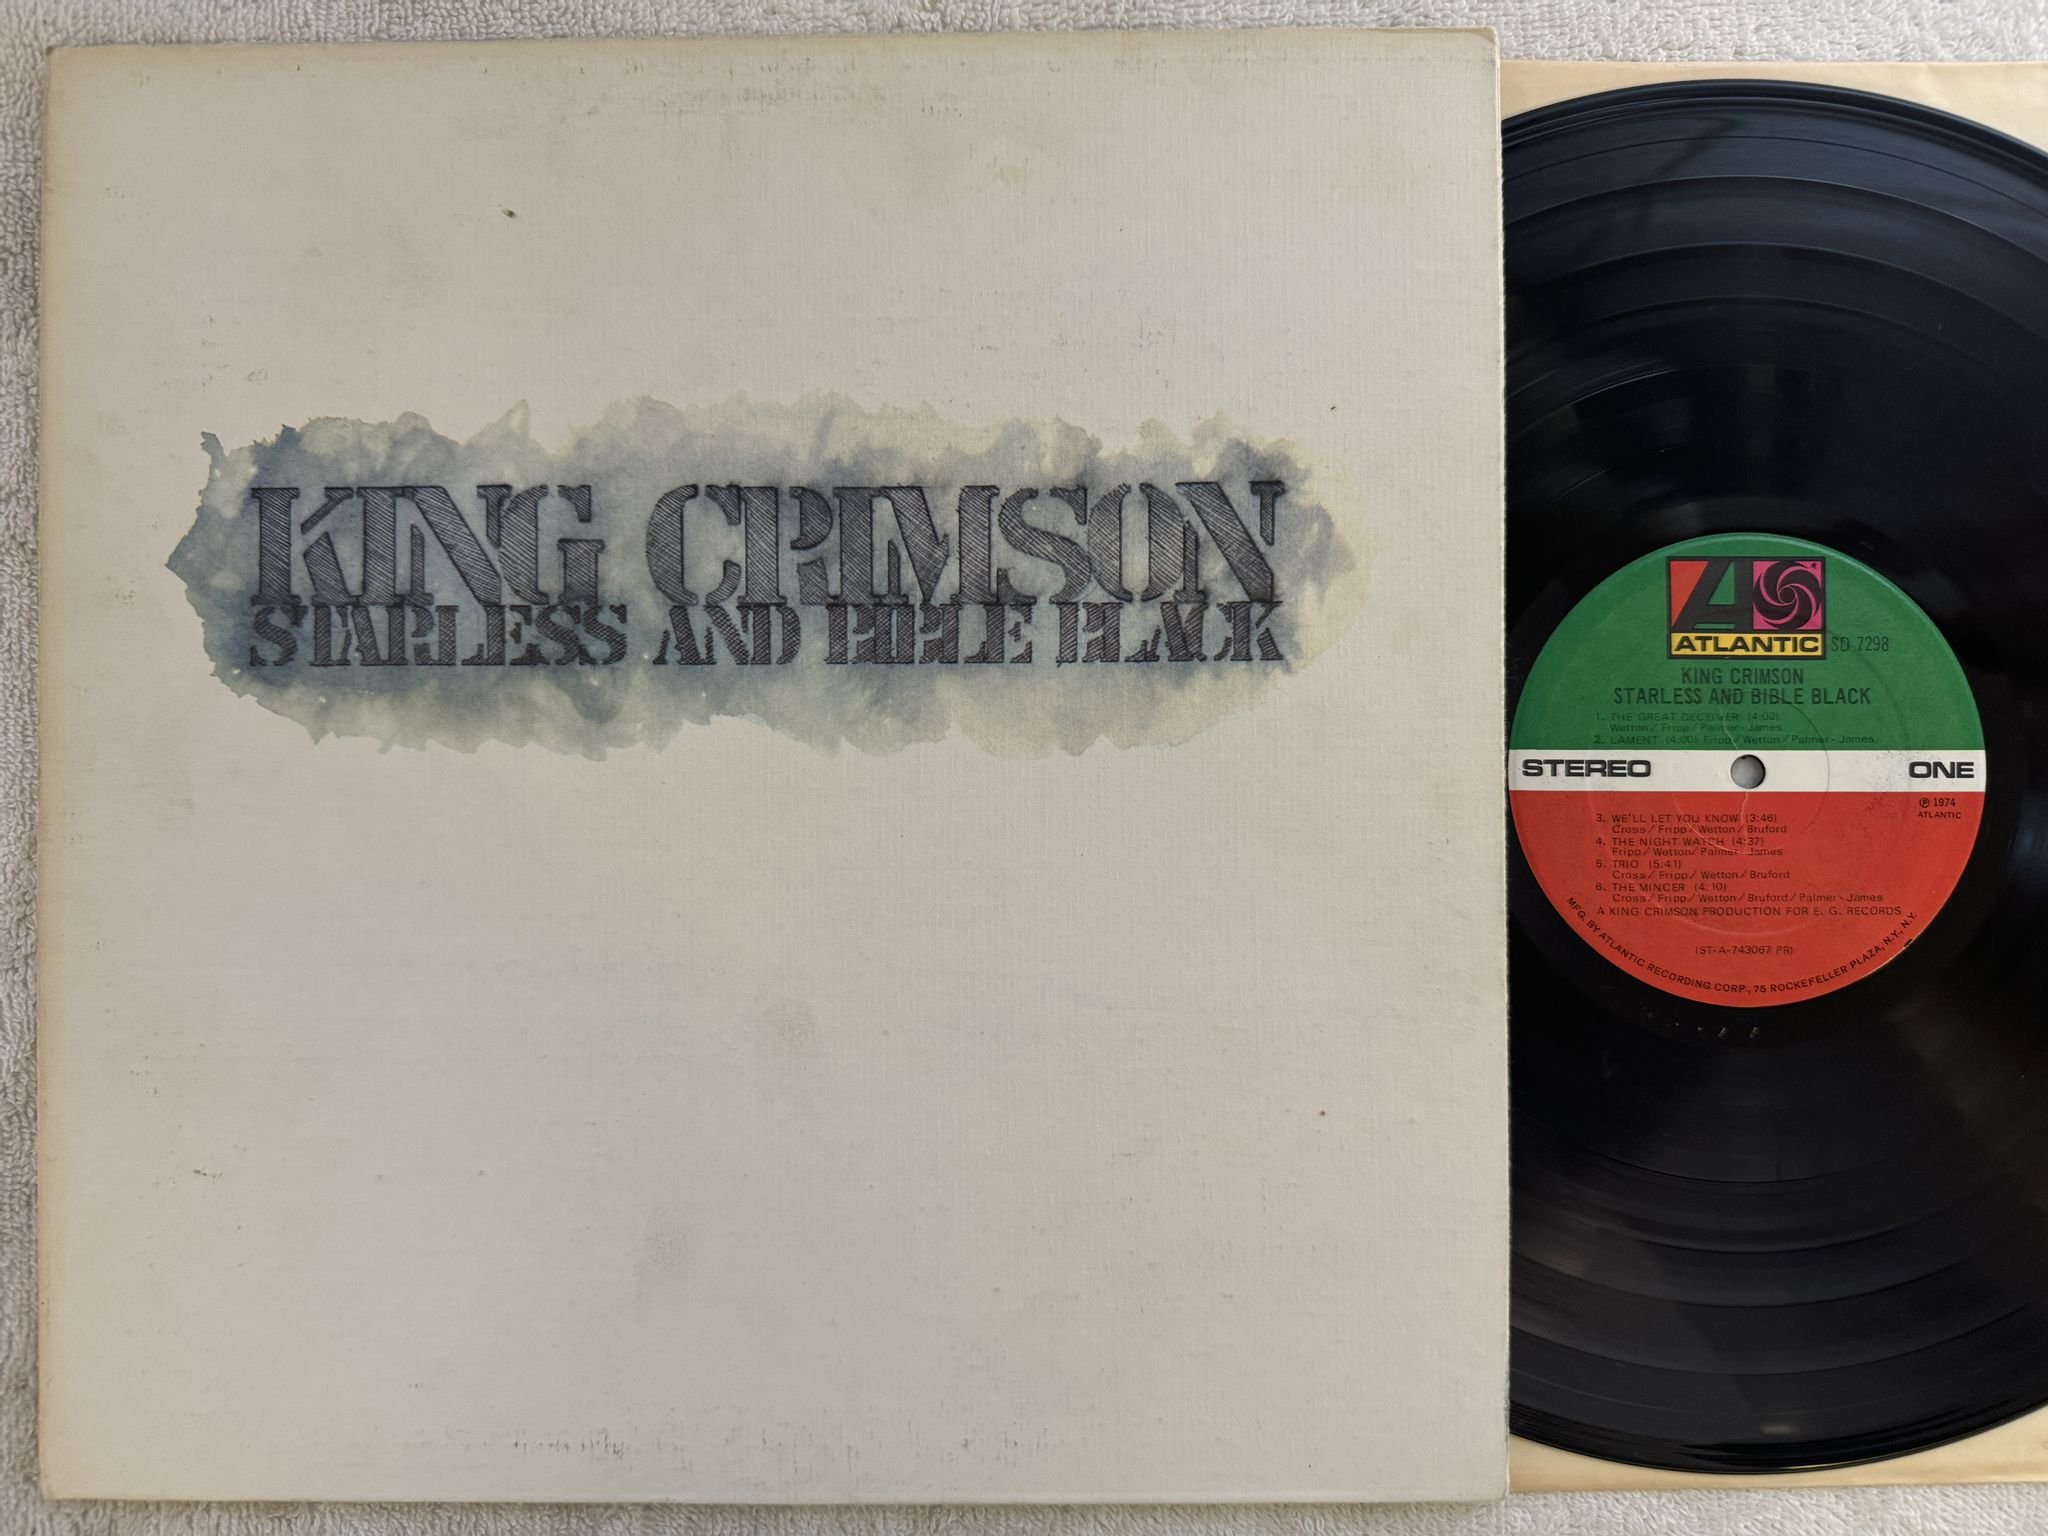 KING CRIMSON
STARLESS AND BIBLE BLACK
ATLANTIC
SD 7298
KING CRIMSON
STARLESS AND BIBLE BLACK
1. THE GREAT DECEIVER (4:02)
Wetton/Fripp/Palmer-James
2. LAMENT (4:00) Fripp/Wetton/Palmer-James
STEREO
ONE
Ⓟ 1974
ATLANTIC
3. WE'LL LET YOU KNOW (3:46)
Cross/Fripp/Wetton/Bruford
4. THE NIGHT WATCH (4:37)
Fripp/Wetton/Palmer-James
5. TRIO (5:41)
Cross/Fripp/Wetton/Bruford
6. THE MINCER (4:10)
Cross/Fripp/Wetton/Bruford/Palmer-James
A KING CRIMSON PRODUCTION FOR E. G. RECORDS
(ST-A-743067 PR)
MFG. BY ATLANTIC RECORDING CORP., 75 ROCKEFELLER PLAZA, N.Y., N.Y.